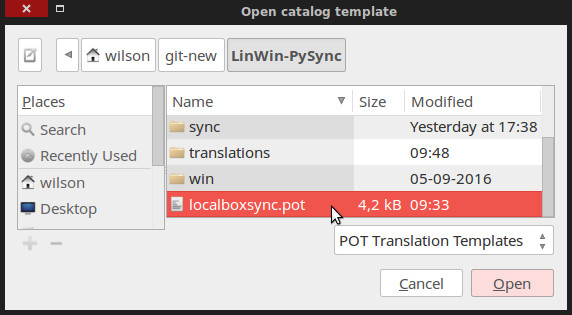 Open catalog template
wilson git-new LinWin-PySync
Places Name Size Modified
Search sync Yesterday at 17:38
Recently Used translations 09:48
wilson win 05-09-2016
Desktop localboxsync.pot 4,2 kB 09:33
POT Translation Templates
Cancel Open